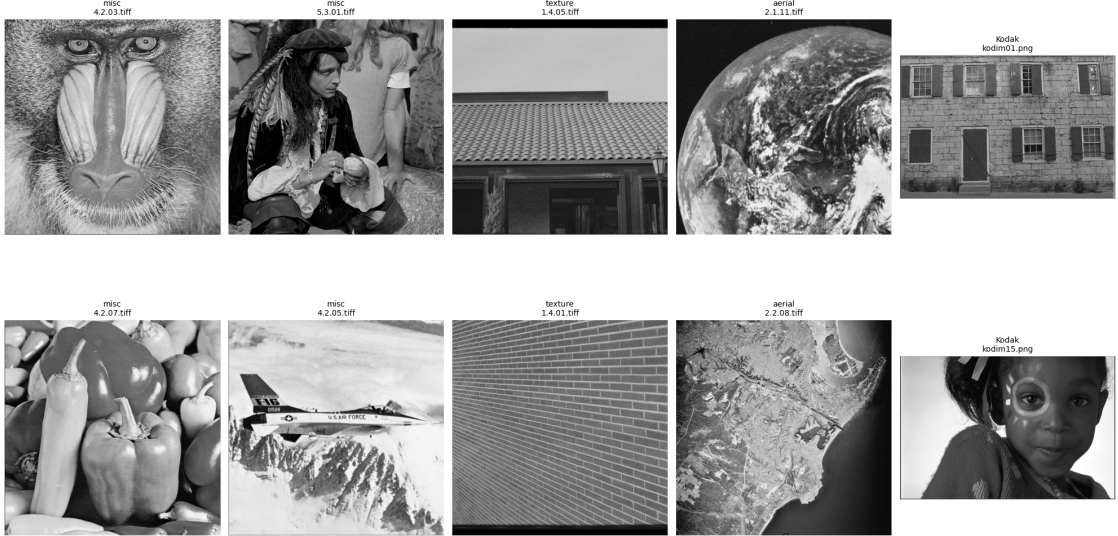 misc
4.2.03.tiff
misc
5.3.01.tiff
texture
1.4.05.tiff
aerial
2.1.11.tiff
Kodak
kodim01.png
misc
4.2.07.tiff
misc
4.2.05.tiff
texture
1.4.01.tiff
aerial
2.2.08.tiff
Kodak
kodim15.png
F-16
U.S. AIR FORCE